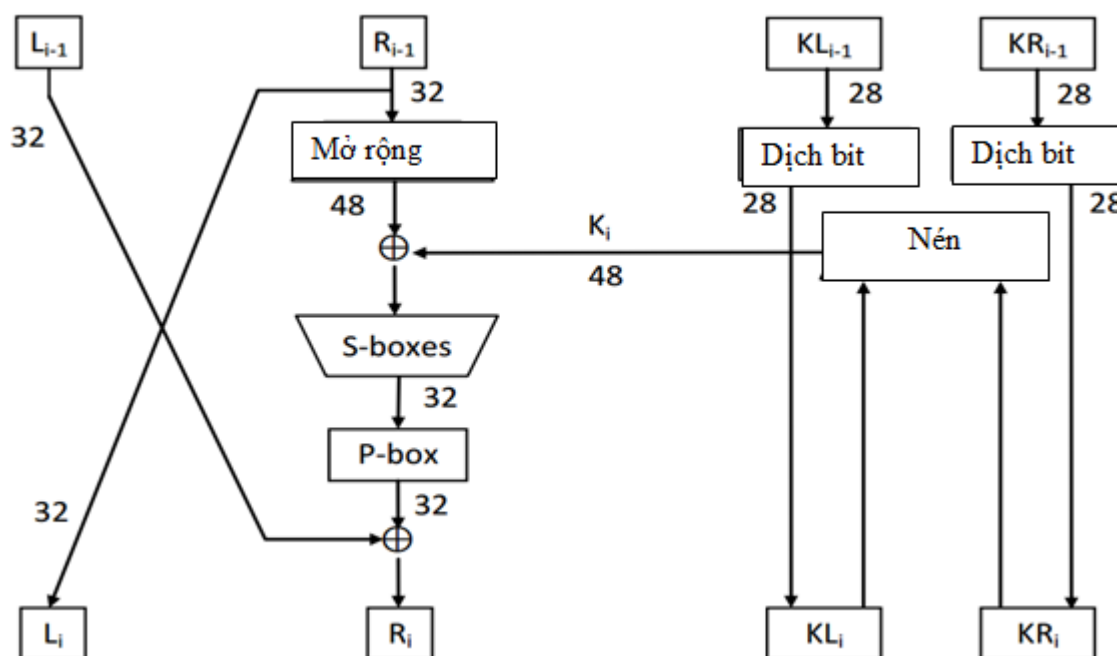 L_{i-1}
R_{i-1}
KL_{i-1}
KR_{i-1}
32
28
28
32
Mở rộng
Dịch bit
Dịch bit
48
28
28
K_i
Nén
48
S-boxes
32
P-box
32
32
L_i
R_i
KL_i
KR_i